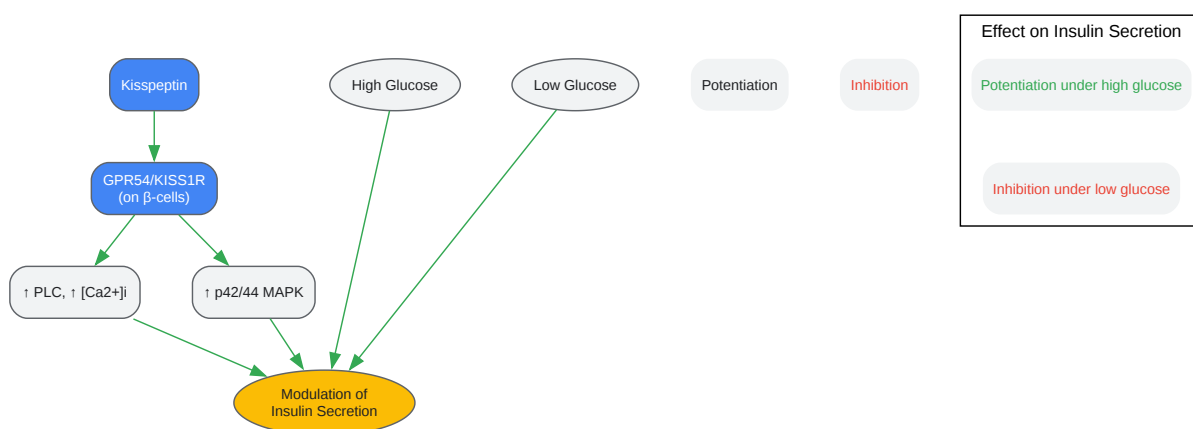 Effect on Insulin Secretion
Kisspeptin
High Glucose
Low Glucose
Potentiation
Inhibition
Potentiation under high glucose
GPR54/KISS1R
(on β-cells)
Inhibition under low glucose
↑ PLC, ↑ [Ca2+]i
↑ p42/44 MAPK
Modulation of
Insulin Secretion